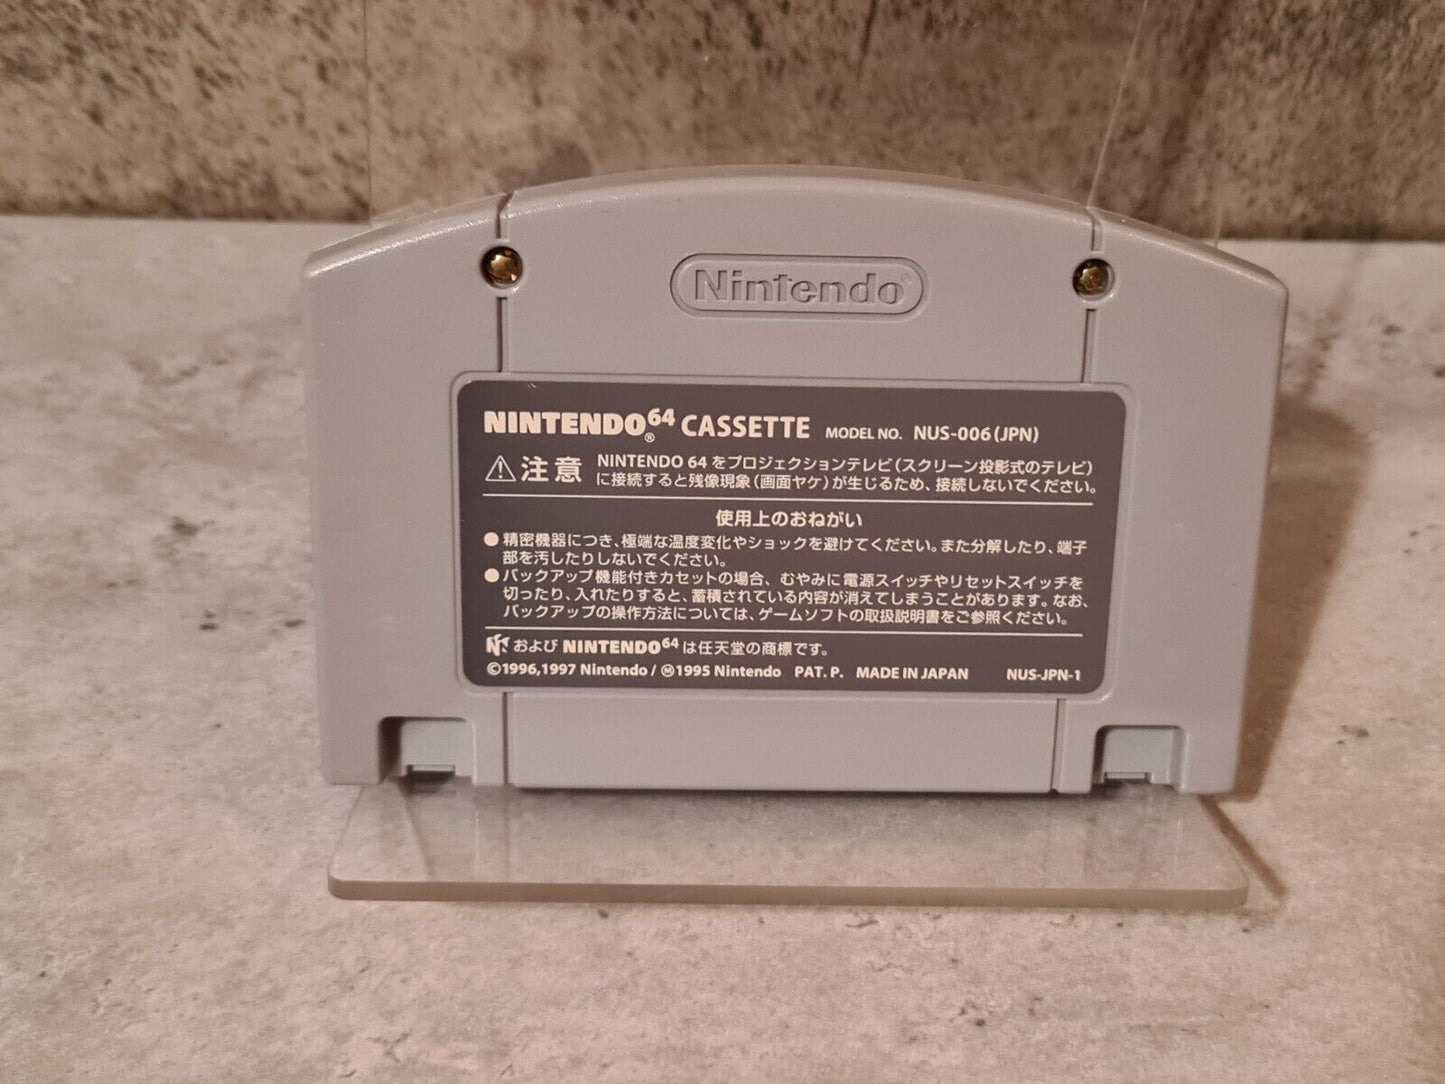 Nintendo®
NINTENDO®64 CASSETTE MODEL NO. NUS-006(JPN)
⚠注意 NINTENDO 64 をプロジェクションテレビ(スクリーン投影式のテレビ)
に接続すると残像現象(画面ヤケ)が生じるため、接続しないでください。
使用上のおねがい
●精密機器につき、極端な温度変化やショックを避けてください。また分解したり、端子
部を汚したりしないでください。
●バックアップ機能付きカセットの場合、むやみに電源スイッチやリセットスイッチを
切ったり、入れたりすると、蓄積されている内容が消えてしまうことがあります。なお、
バックアップの操作方法については、ゲームソフトの取扱説明書をご参照ください。
および NINTENDO64 は任天堂の商標です。
©1996,1997 Nintendo / Ⓜ1995 Nintendo PAT. P. MADE IN JAPAN NUS-JPN-1